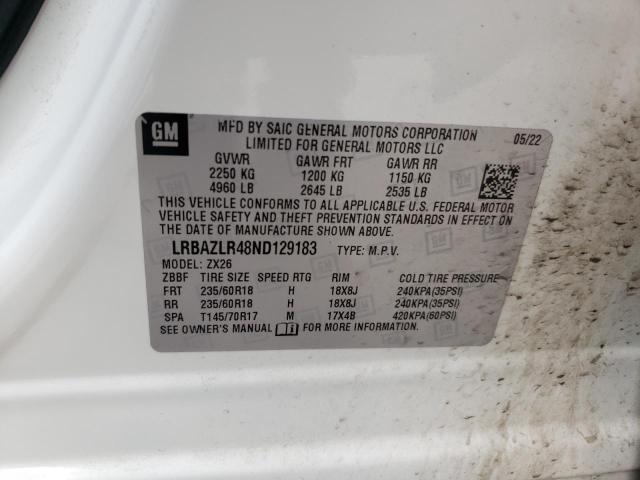 GM
MFD BY SAIC GENERAL MOTORS CORPORATION 05/22
LIMITED FOR GENERAL MOTORS LLC
GVWR GAWR FRT GAWR RR
2250 KG 1200 KG 1150 KG
4960 LB 2645 LB 2535 LB
THIS VEHICLE CONFORMS TO ALL APPLICABLE U.S. FEDERAL MOTOR
VEHICLE SAFETY AND THEFT PREVENTION STANDARDS IN EFFECT ON
THE DATE OF MANUFACTURE SHOWN ABOVE.
LRBAZLR48ND129183 TYPE: M.P.V.
MODEL: ZX26
ZBBF TIRE SIZE SPEED RTG RIM COLD TIRE PRESSURE
FRT 235/60R18 H 18X8J 240KPA(35PSI)
RR 235/60R18 H 18X8J 240KPA(35PSI)
SPA T145/70R17 M 17X4B 420KPA(60PSI)
SEE OWNER'S MANUAL FOR MORE INFORMATION.